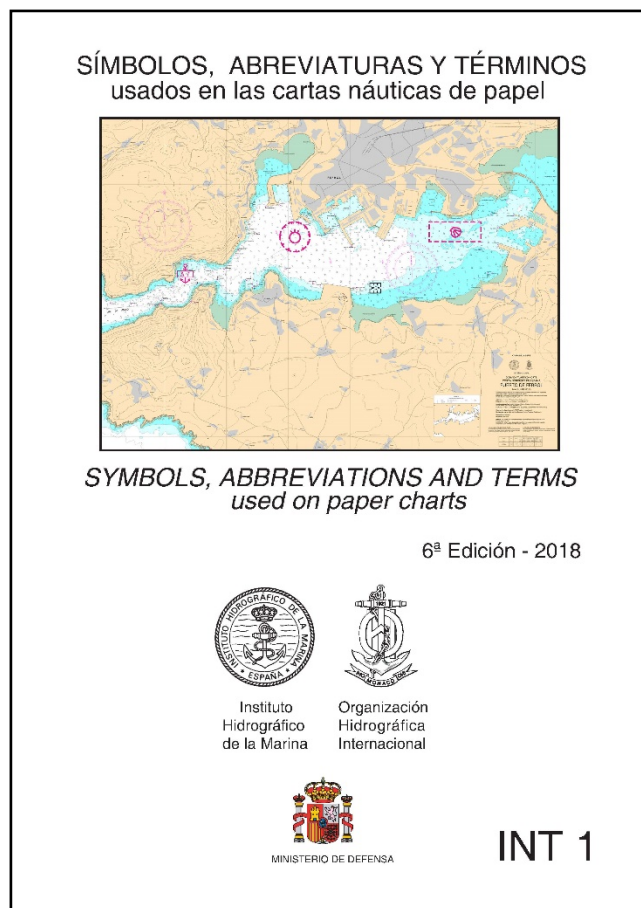 SÍMBOLOS, ABREVIATURAS Y TÉRMINOS
usados en las cartas náuticas de papel
SYMBOLS, ABBREVIATIONS AND TERMS
used on paper charts
6ª Edición - 2018
INSTITUTO HIDROGRÁFICO DE LA MARINA
ESPAÑA
Instituto
Hidrográfico
de la Marina
Organización
Hidrográfica
Internacional
MINISTERIO DE DEFENSA
INT 1